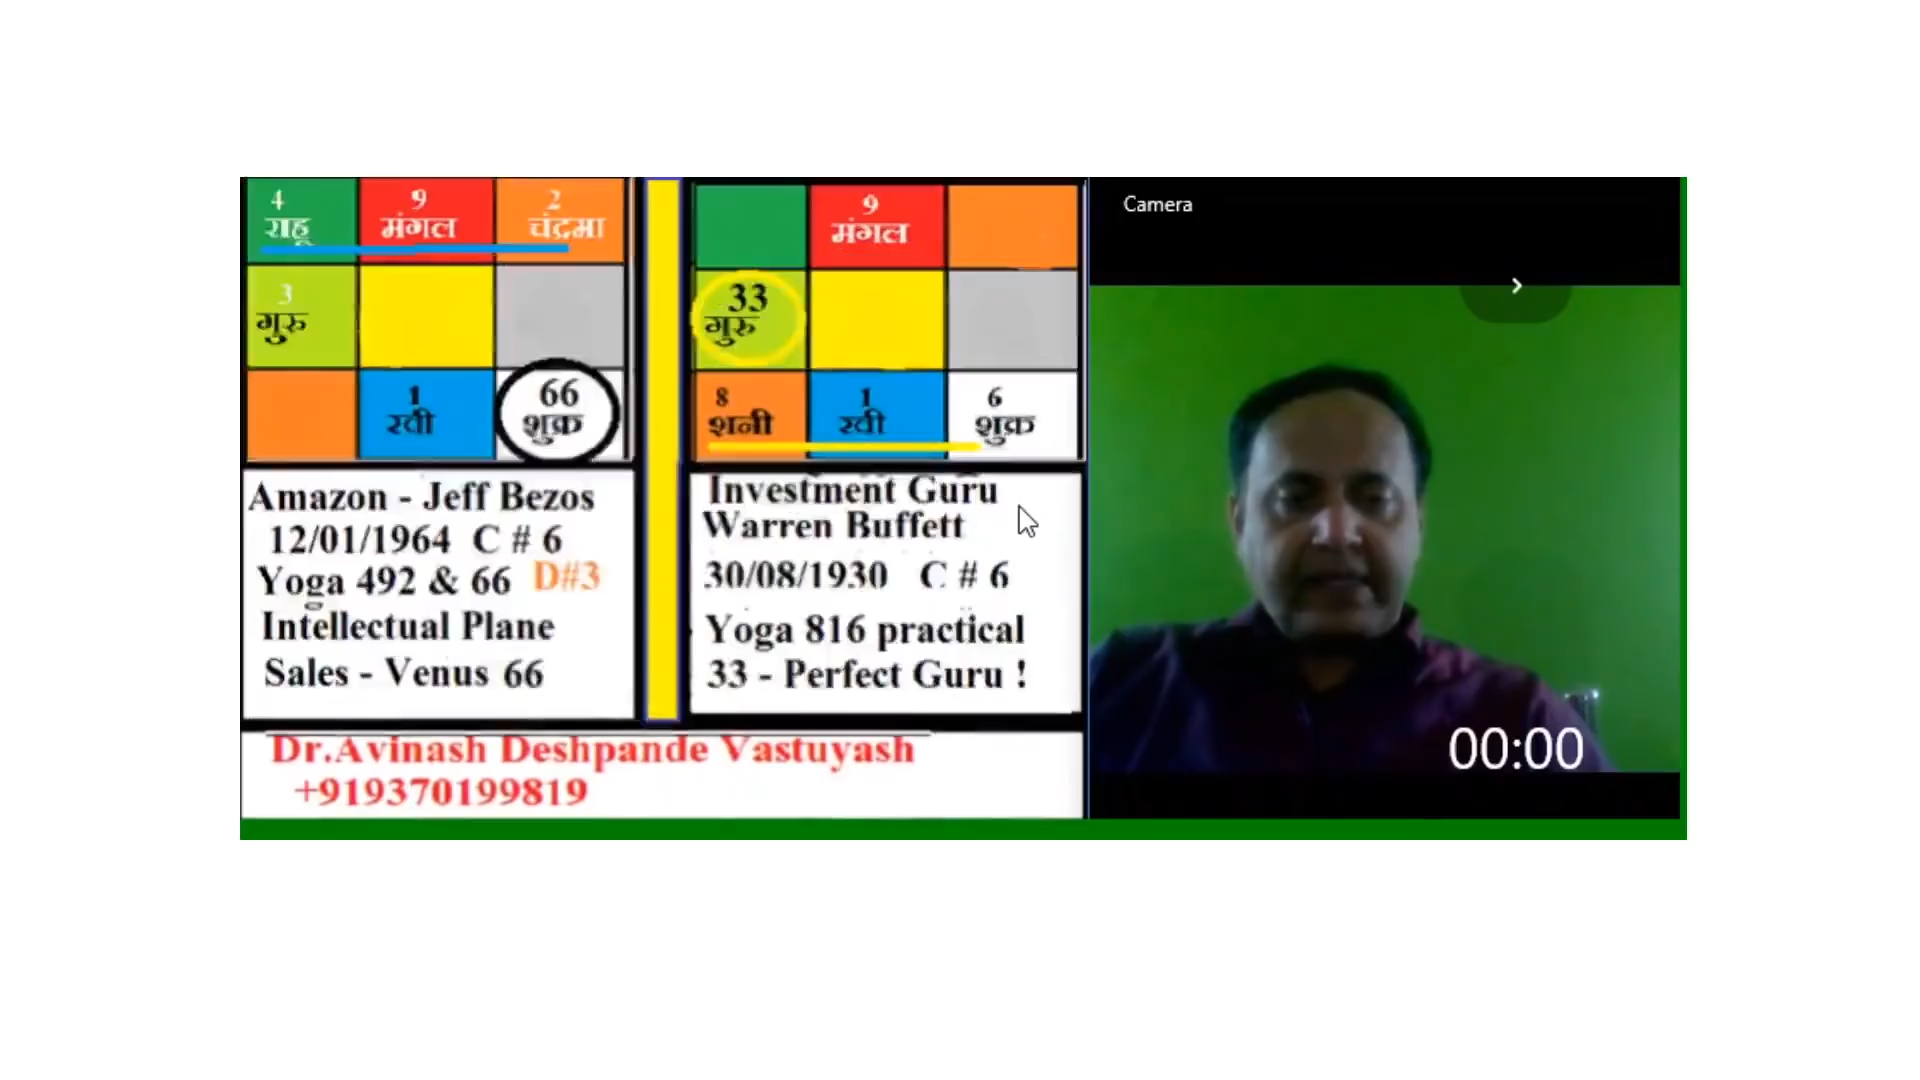 4 9 2
राहू मंगल चंद्रमा
3
गुरु
1 66
रवी शुक्र
Amazon - Jeff Bezos
12/01/1964 C # 6
Yoga 492 & 66 D#3
Intellectual Plane
Sales - Venus 66
9
मंगल
33
गुरु
8 1 6
शनी रवी शुक्र
Investment Guru
Warren Buffett
30/08/1930 C # 6
Yoga 816 practical
33 - Perfect Guru !
Dr.Avinash Deshpande Vastuyash
+919370199819
Camera
00:00